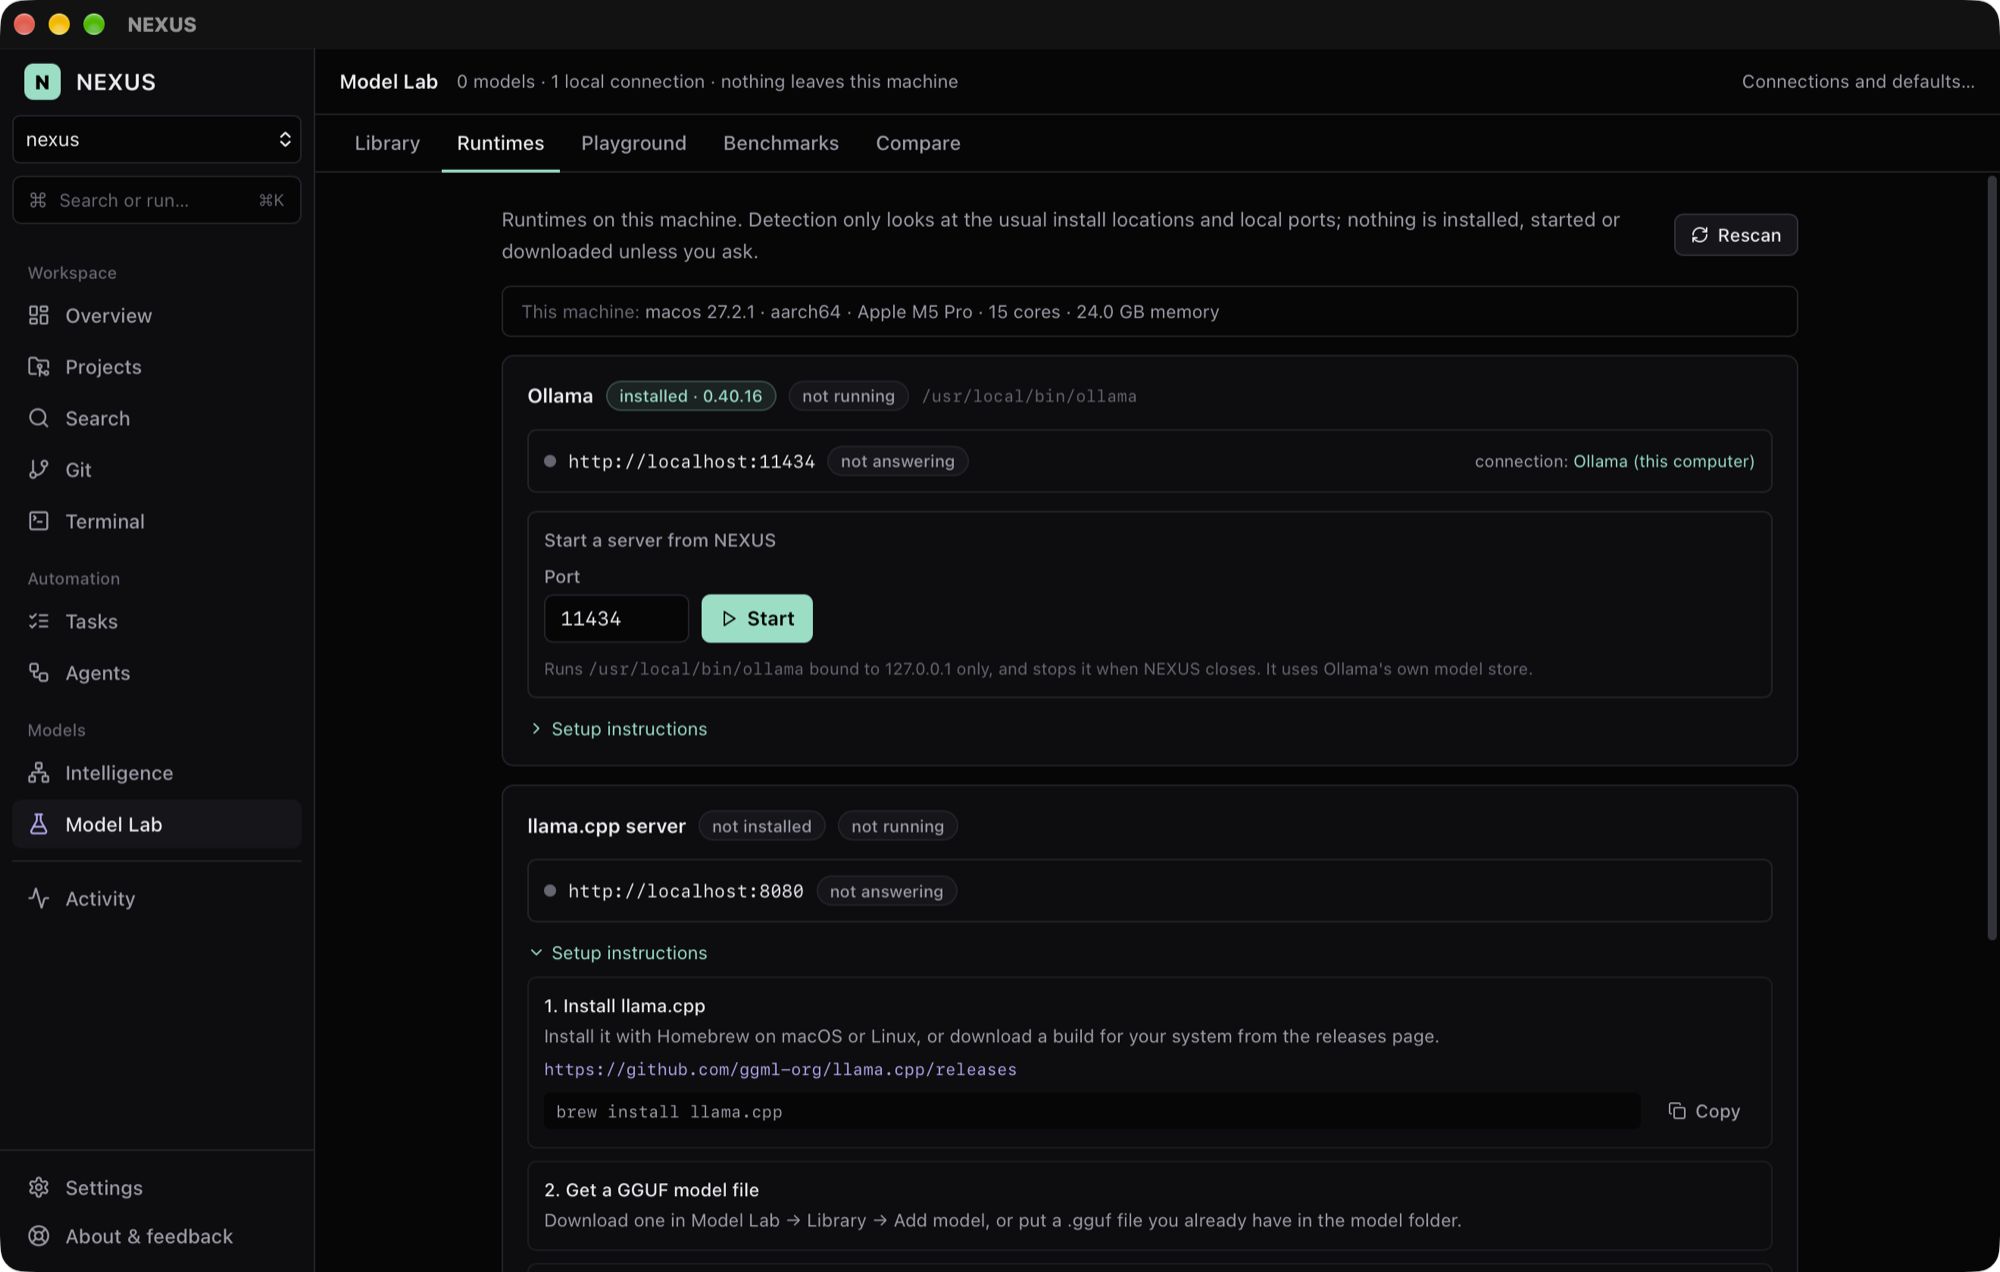 NEXUS
N NEXUS
nexus
⌘ Search or run... ⌘K
Workspace
Overview
Projects
Search
Git
Terminal
Automation
Tasks
Agents
Models
Intelligence
Model Lab
Activity
Settings
About & feedback
Model Lab 0 models · 1 local connection · nothing leaves this machine
Connections and defaults...
Library Runtimes Playground Benchmarks Compare
Runtimes on this machine. Detection only looks at the usual install locations and local ports; nothing is installed, started or
downloaded unless you ask.
Rescan
This machine: macos 27.2.1 · aarch64 · Apple M5 Pro · 15 cores · 24.0 GB memory
Ollama installed · 0.40.16 not running /usr/local/bin/ollama
http://localhost:11434 not answering connection: Ollama (this computer)
Start a server from NEXUS
Port
11434 Start
Runs /usr/local/bin/ollama bound to 127.0.0.1 only, and stops it when NEXUS closes. It uses Ollama's own model store.
Setup instructions
llama.cpp server not installed not running
http://localhost:8080 not answering
Setup instructions
1. Install llama.cpp
Install it with Homebrew on macOS or Linux, or download a build for your system from the releases page.
https://github.com/ggml-org/llama.cpp/releases
brew install llama.cpp Copy
2. Get a GGUF model file
Download one in Model Lab → Library → Add model, or put a .gguf file you already have in the model folder.